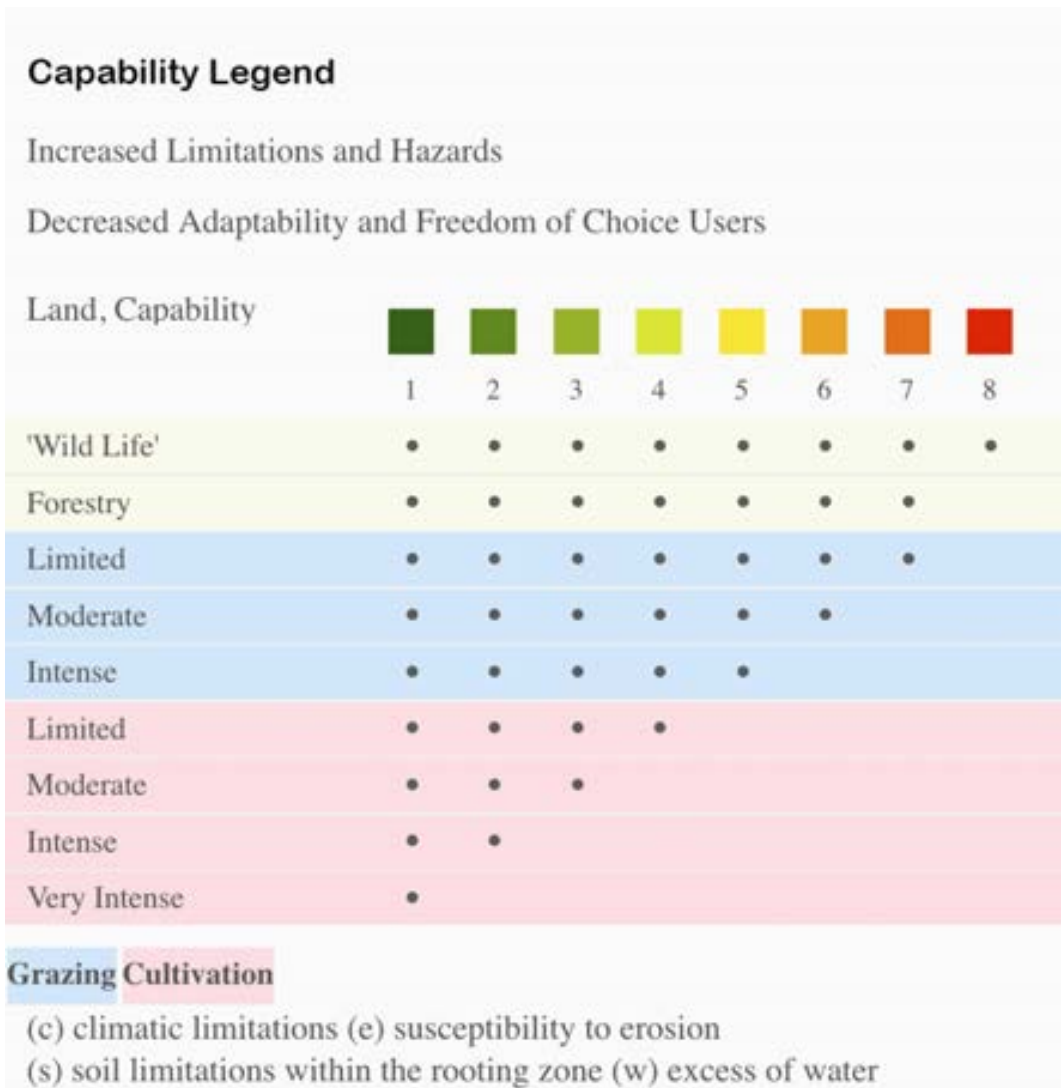 Capability Legend
Increased Limitations and Hazards
Decreased Adaptability and Freedom of Choice Users
Land, Capability
1 2 3 4 5 6 7 8
'Wild Life' • • • • • • • •
Forestry • • • • • • •
Limited • • • • • • •
Moderate • • • • • •
Intense • • • • •
Limited • • • •
Moderate • • •
Intense • •
Very Intense •
Grazing Cultivation
(c) climatic limitations (e) susceptibility to erosion
(s) soil limitations within the rooting zone (w) excess of water